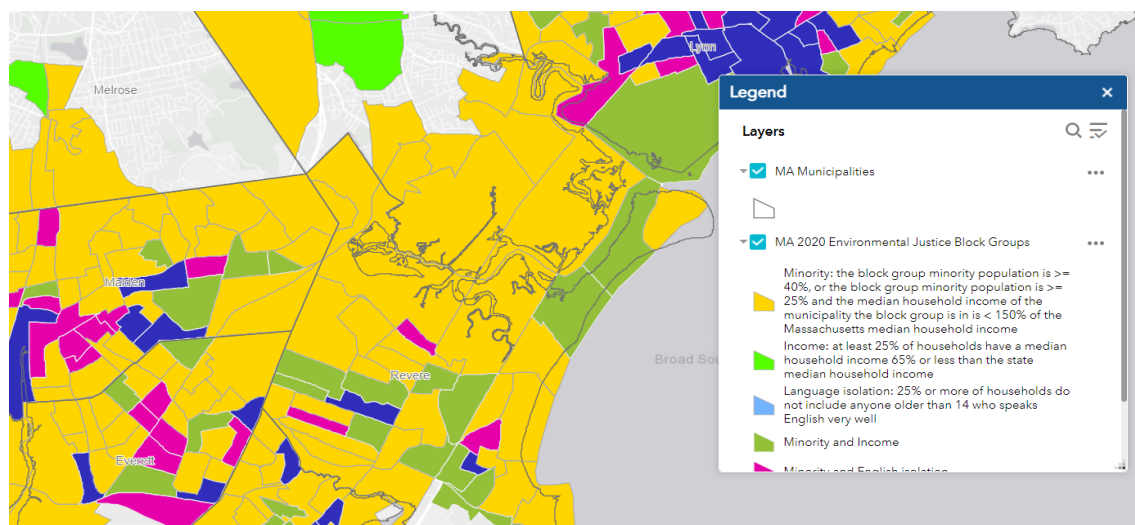 Lynn
Melrose
Malden
Revere
Everett
Broad Sou
Legend
×
Layers
MA Municipalities
MA 2020 Environmental Justice Block Groups
Minority: the block group minority population is >=
40%, or the block group minority population is >=
25% and the median household income of the
municipality the block group is in is < 150% of the
Massachusetts median household income
Income: at least 25% of households have a median
household income 65% or less than the state
median household income
Language isolation: 25% or more of households do
not include anyone older than 14 who speaks
English very well
Minority and Income
Minority and English isolation